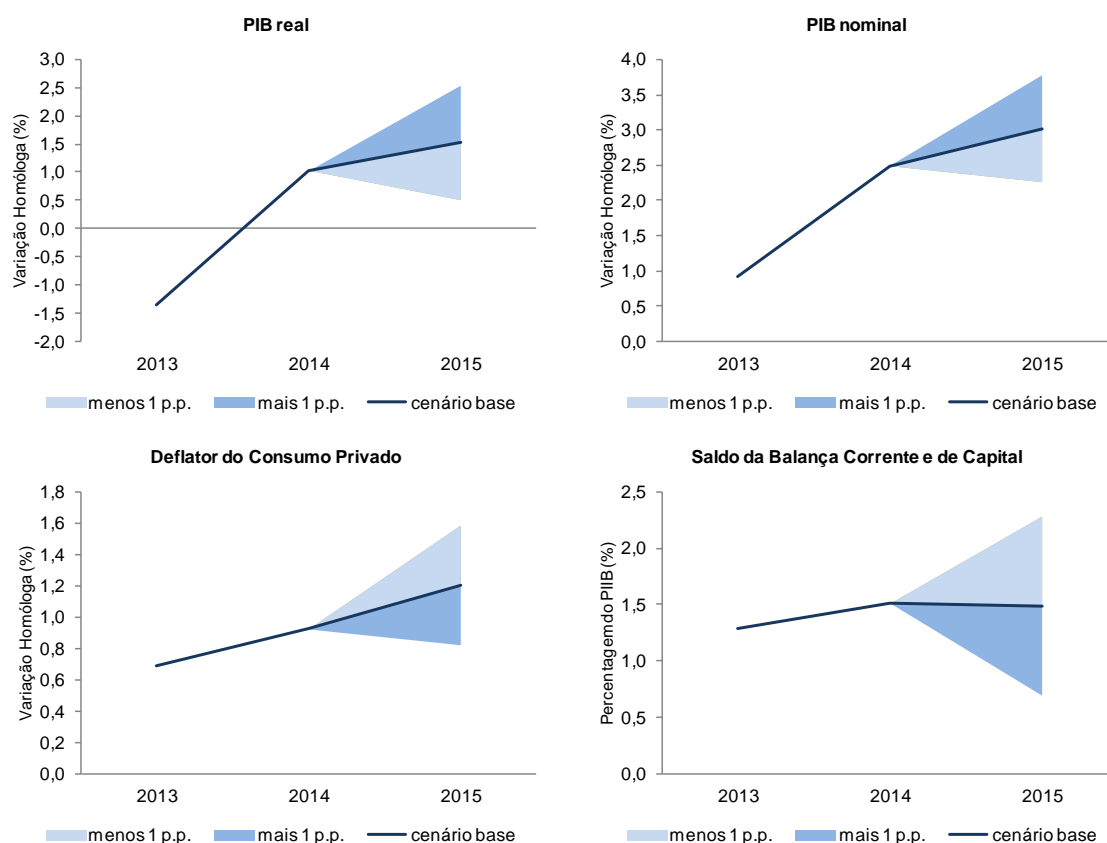 PIB real
Variação Homóloga (%)
3,0
2,5
2,0
1,5
1,0
0,5
0,0
-0,5
-1,0
-1,5
-2,0
2013 2014 2015
menos 1 p.p. mais 1 p.p. cenário base
PIB nominal
Variação Homóloga (%)
4,0
3,5
3,0
2,5
2,0
1,5
1,0
0,5
0,0
2013 2014 2015
menos 1 p.p. mais 1 p.p. cenário base
Deflator do Consumo Privado
Variação Homóloga (%)
1,8
1,6
1,4
1,2
1,0
0,8
0,6
0,4
0,2
0,0
2013 2014 2015
menos 1 p.p. mais 1 p.p. cenário base
Saldo da Balança Corrente e de Capital
Percentagem do PIIB (%)
2,5
2,0
1,5
1,0
0,5
0,0
2013 2014 2015
menos 1 p.p. mais 1 p.p. cenário base